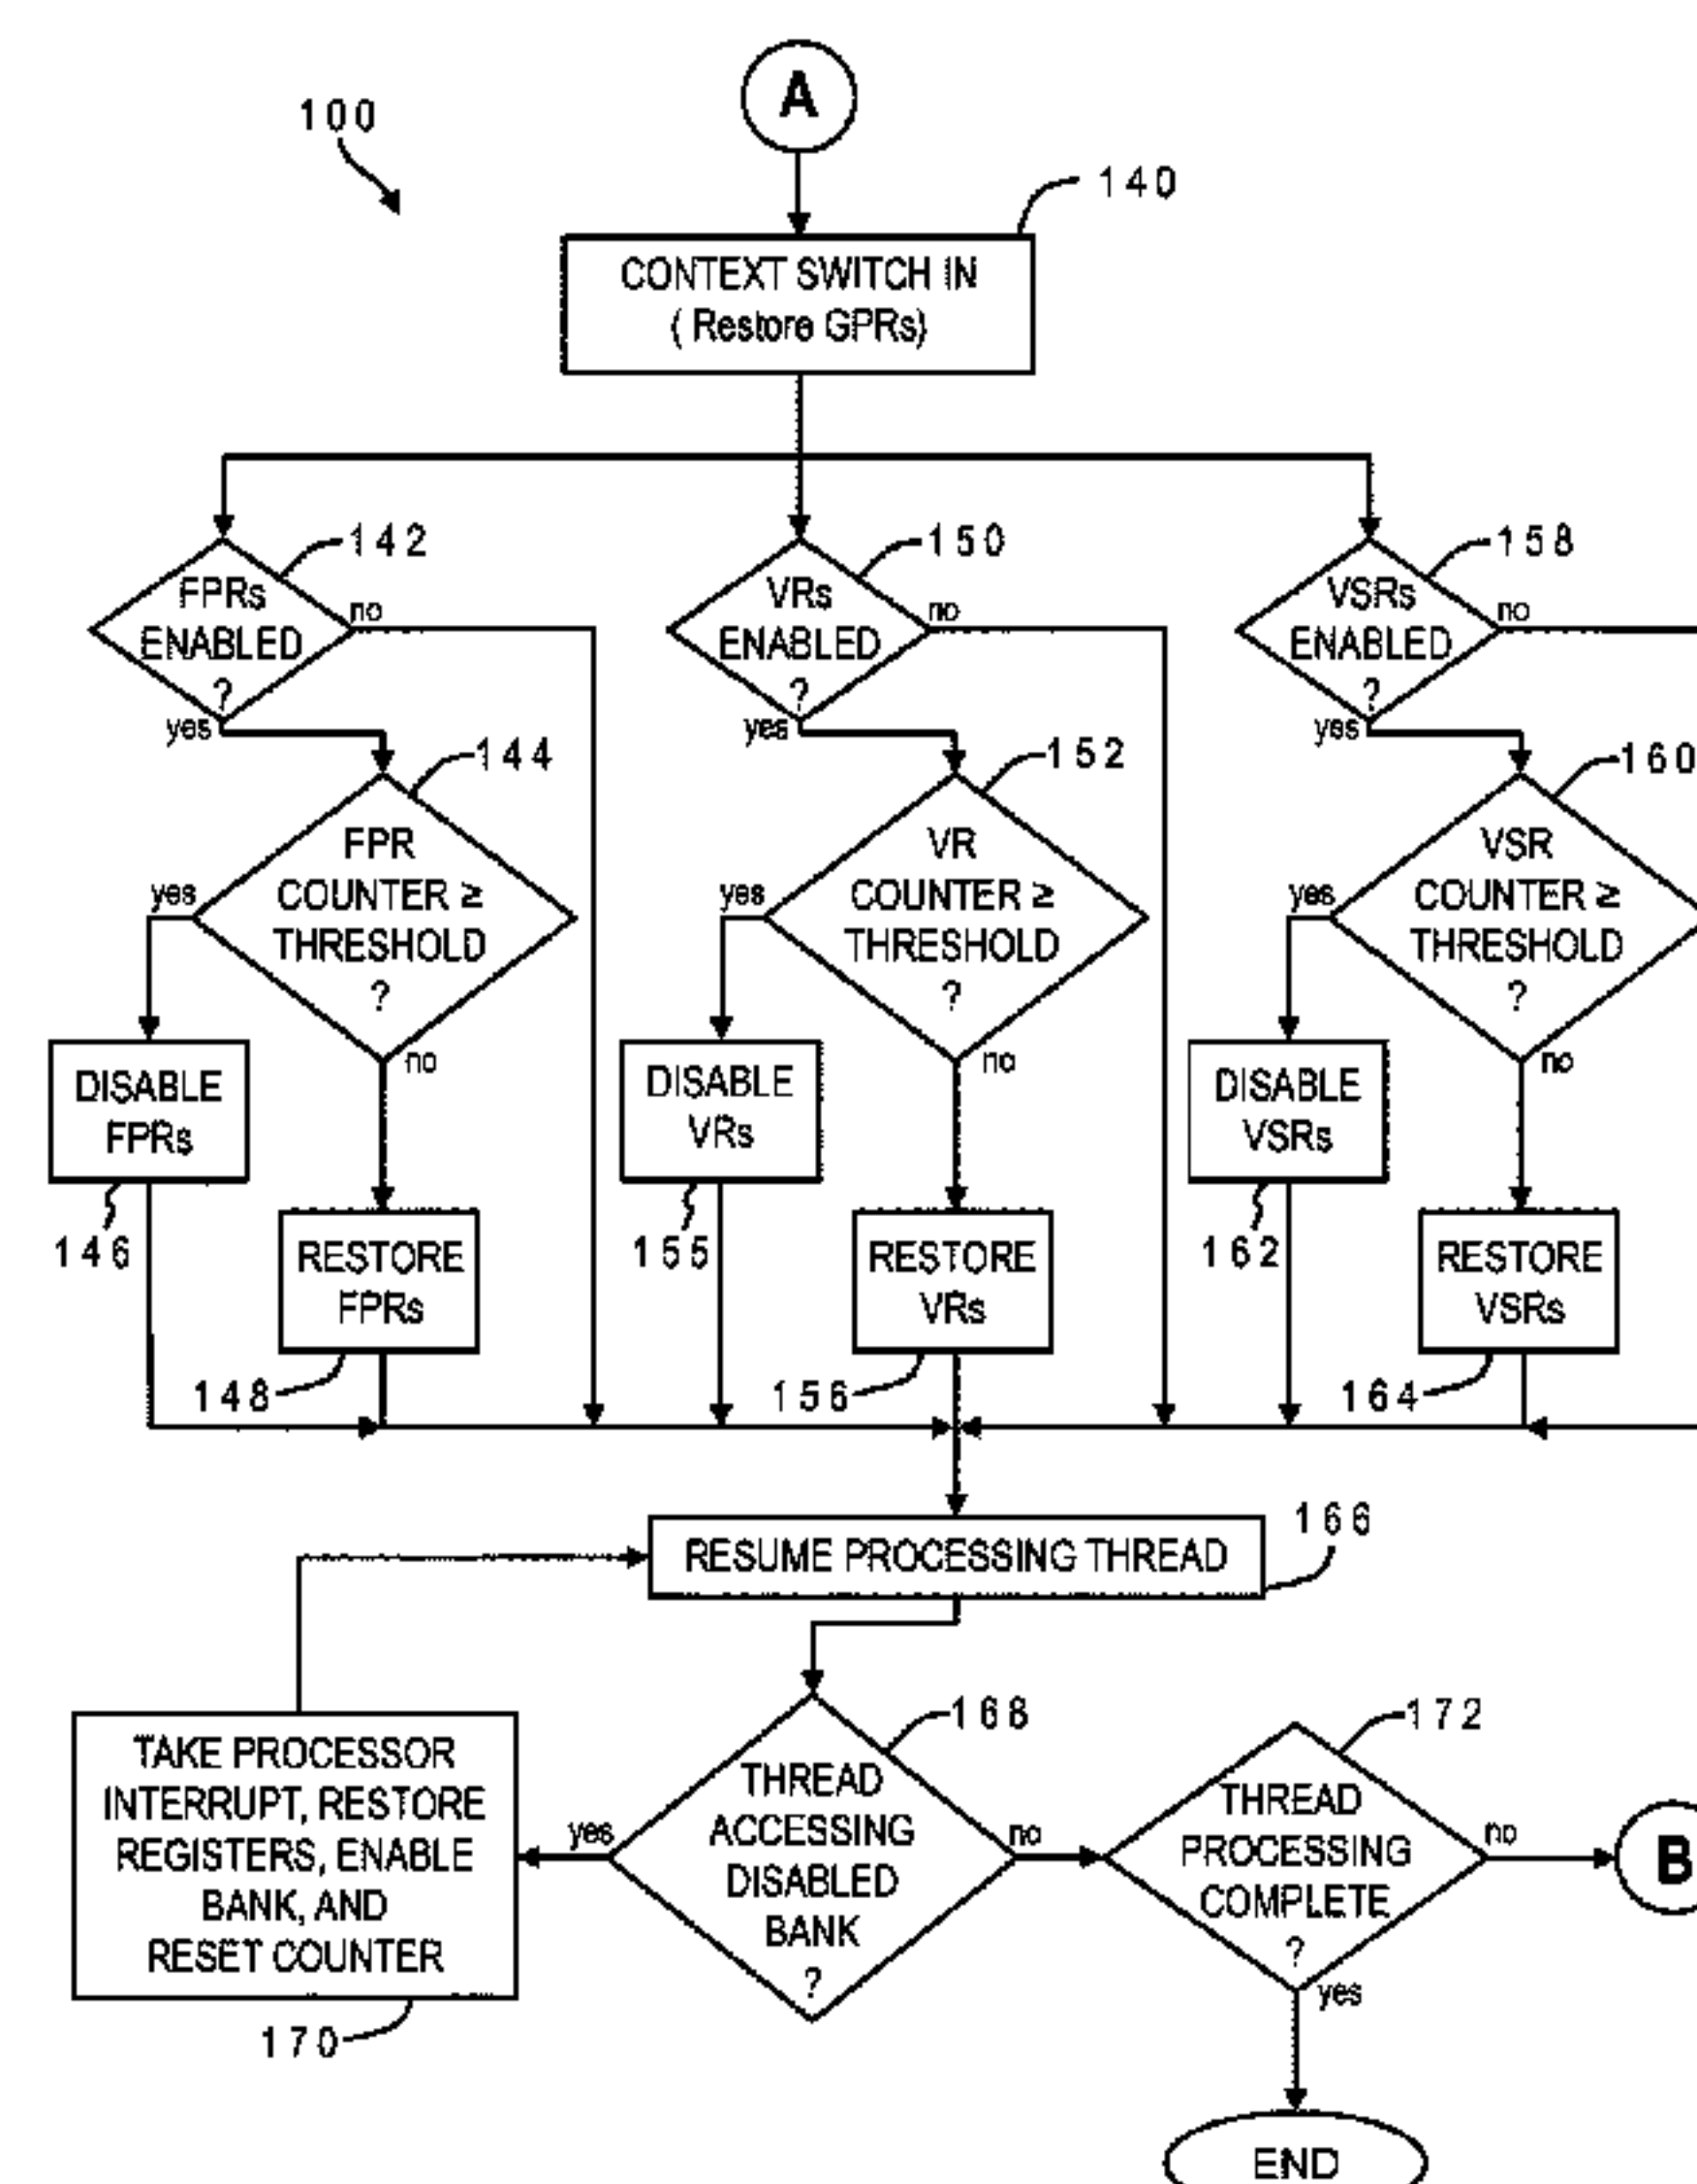 A
100
140
CONTEXT SWITCH IN
( Restore GPRs)
142
150
158
FPRs
ENABLED
?
no
yes
VRs
ENABLED
?
no
yes
VSRs
ENABLED
?
no
yes
144
152
160
FPR
COUNTER ≥
THRESHOLD
?
yes
no
VR
COUNTER ≥
THRESHOLD
?
yes
no
VSR
COUNTER ≥
THRESHOLD
?
yes
no
DISABLE
FPRs
DISABLE
VRs
DISABLE
VSRs
146
155
162
RESTORE
FPRs
RESTORE
VRs
RESTORE
VSRs
148
156
164
166
RESUME PROCESSING THREAD
168
172
TAKE PROCESSOR
INTERRUPT, RESTORE
REGISTERS, ENABLE
BANK, AND
RESET COUNTER
170
yes
THREAD
ACCESSING
DISABLED
BANK
?
no
THREAD
PROCESSING
COMPLETE
?
no
yes
B
END